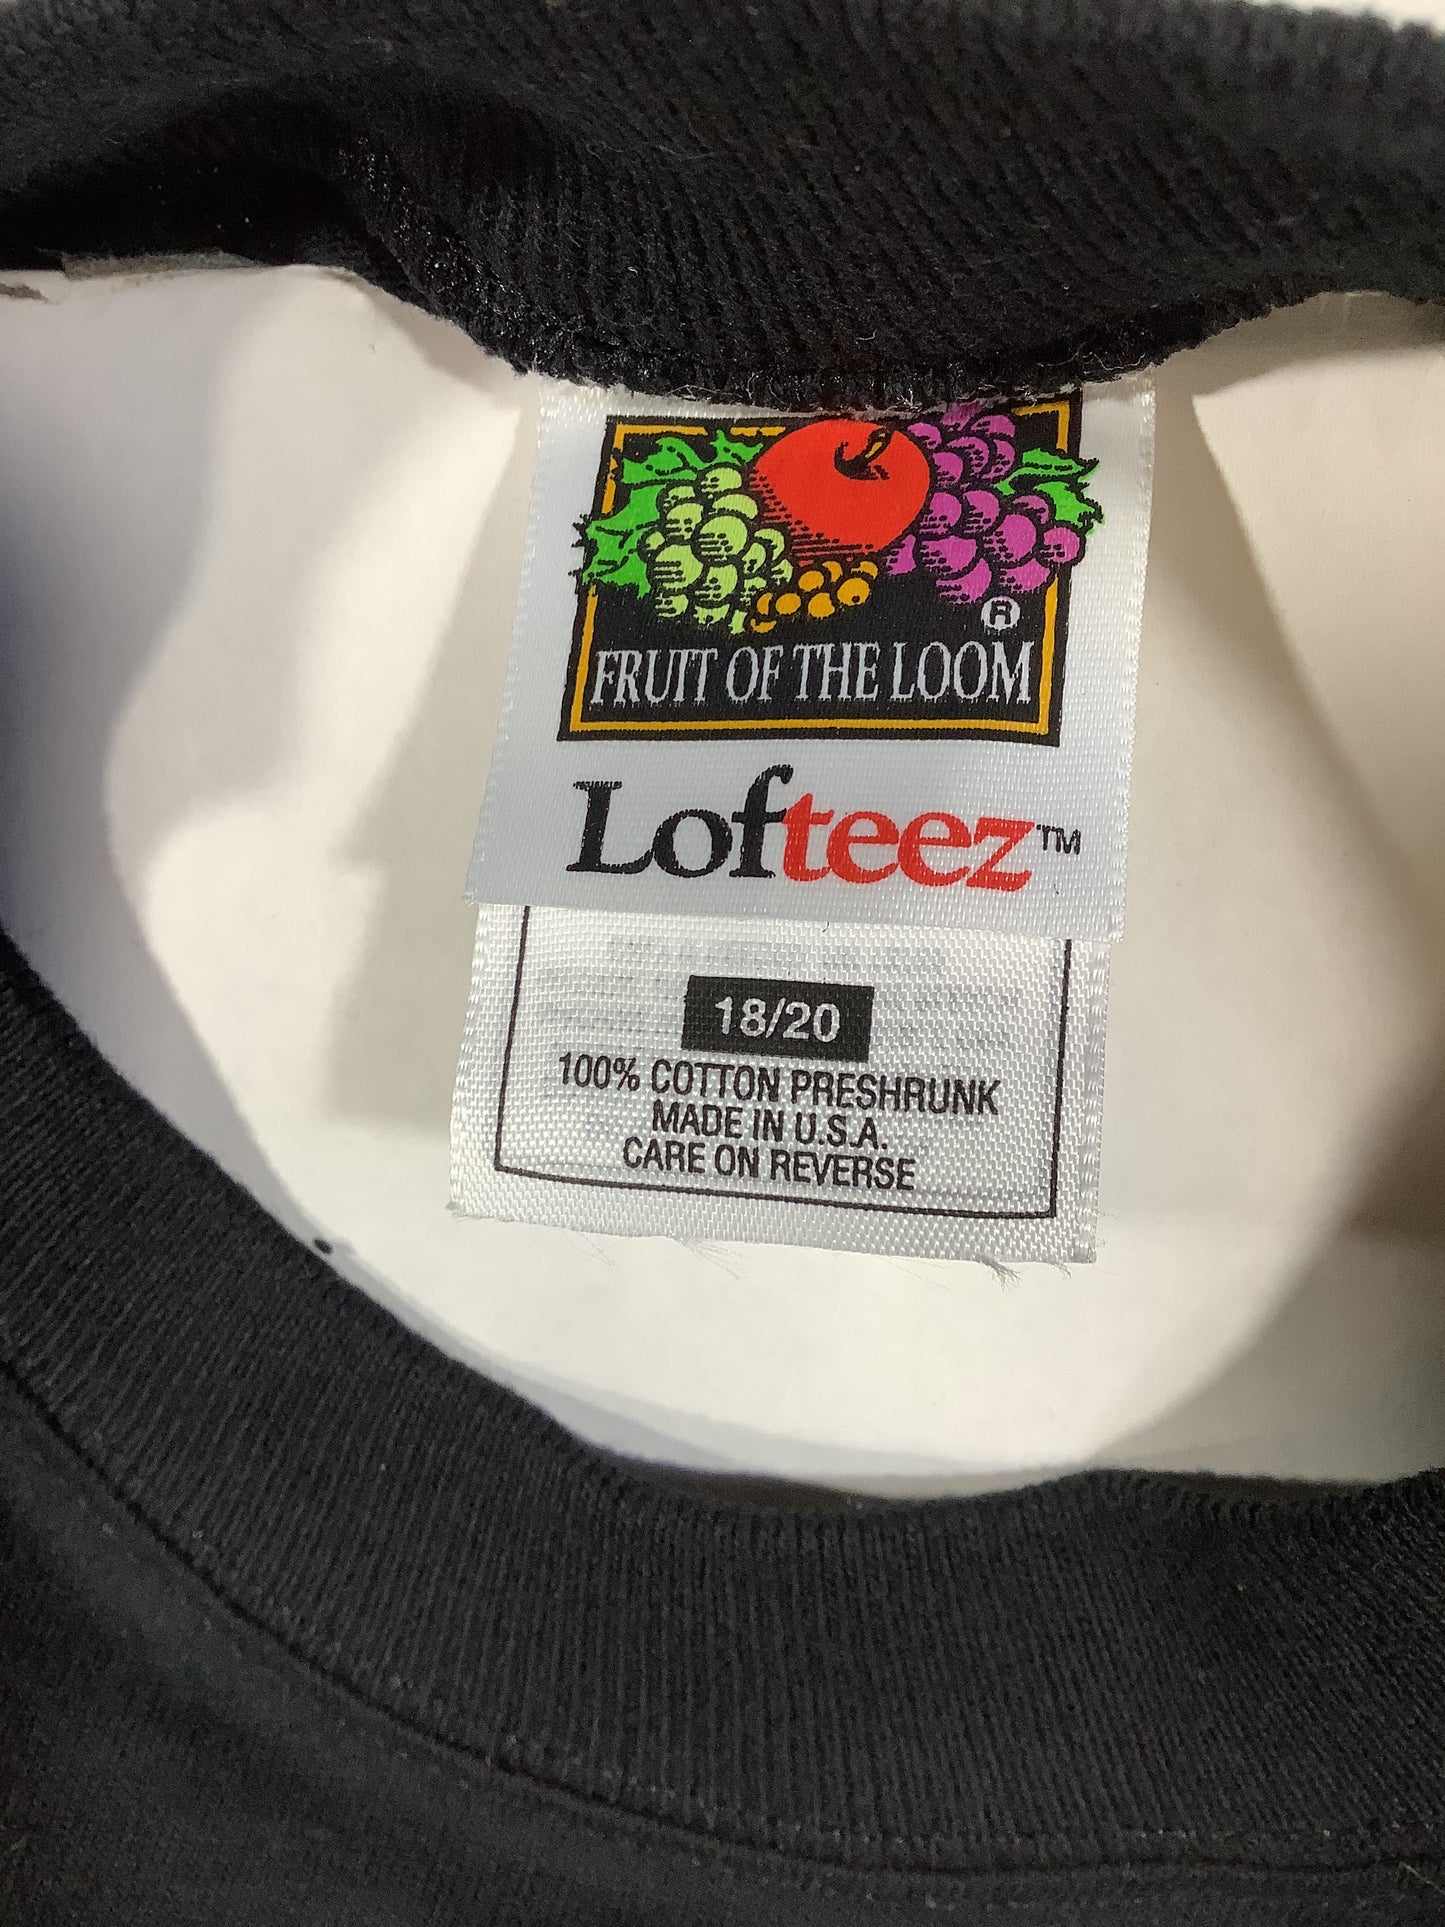 ®
FRUIT OF THE LOOM
Lofteez™
18/20
100% COTTON PRESHRUNK
MADE IN U.S.A.
CARE ON REVERSE